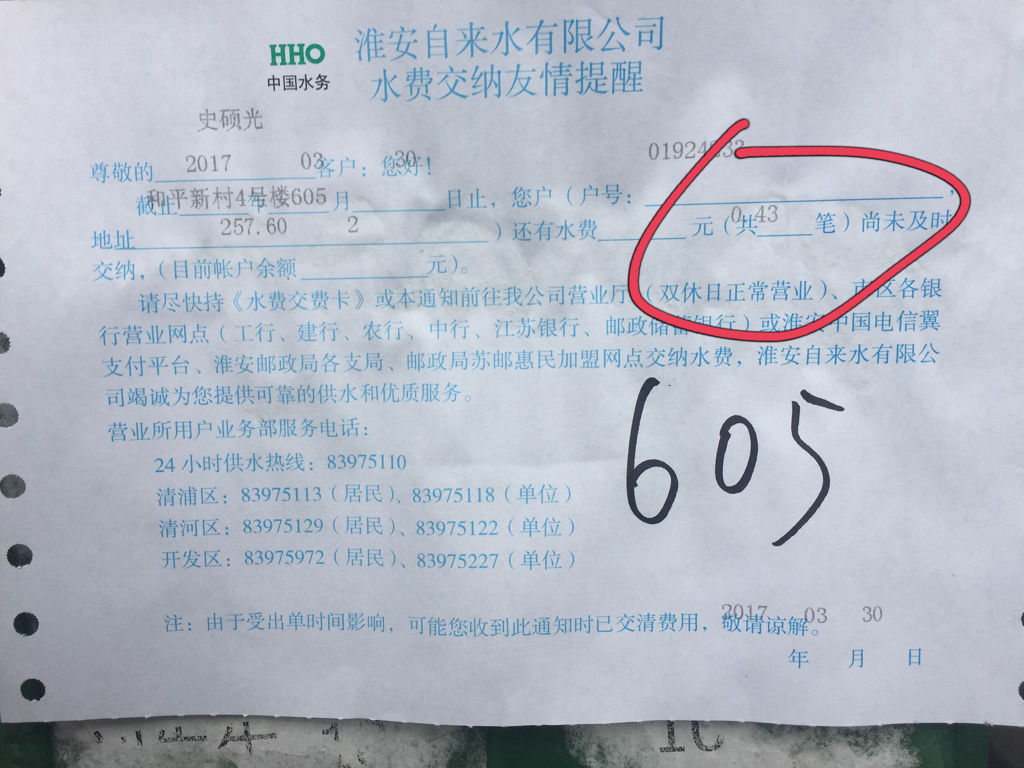 HHO
中国水务
淮安自来水有限公司
水费交纳友情提醒
史硕光
01924
尊敬的 客户：您好！
2017 03 30
和平新村4号楼605
截止 年 月 日止，您户（户号： ，
257.60 2 0.43
地址 ）还有水费 元（共 笔）尚未及时
交纳，（目前帐户余额 元）。
请尽快持《水费交费卡》或本通知前往我公司营业厅（双休日正常营业）、市区各银
行营业网点（工行、建行、农行、中行、江苏银行、邮政储蓄银行）或淮安中国电信翼
支付平台、淮安邮政局各支局、邮政局苏邮惠民加盟网点交纳水费，淮安自来水有限公
司竭诚为您提供可靠的供水和优质服务。
605
营业所用户业务部服务电话：
24 小时供水热线：83975110
清浦区：83975113（居民）、83975118（单位）
清河区：83975129（居民）、83975122（单位）
开发区：83975972（居民）、83975227（单位）
2017 03 30
注：由于受出单时间影响，可能您收到此通知时已交清费用，敬请谅解。
年 月 日